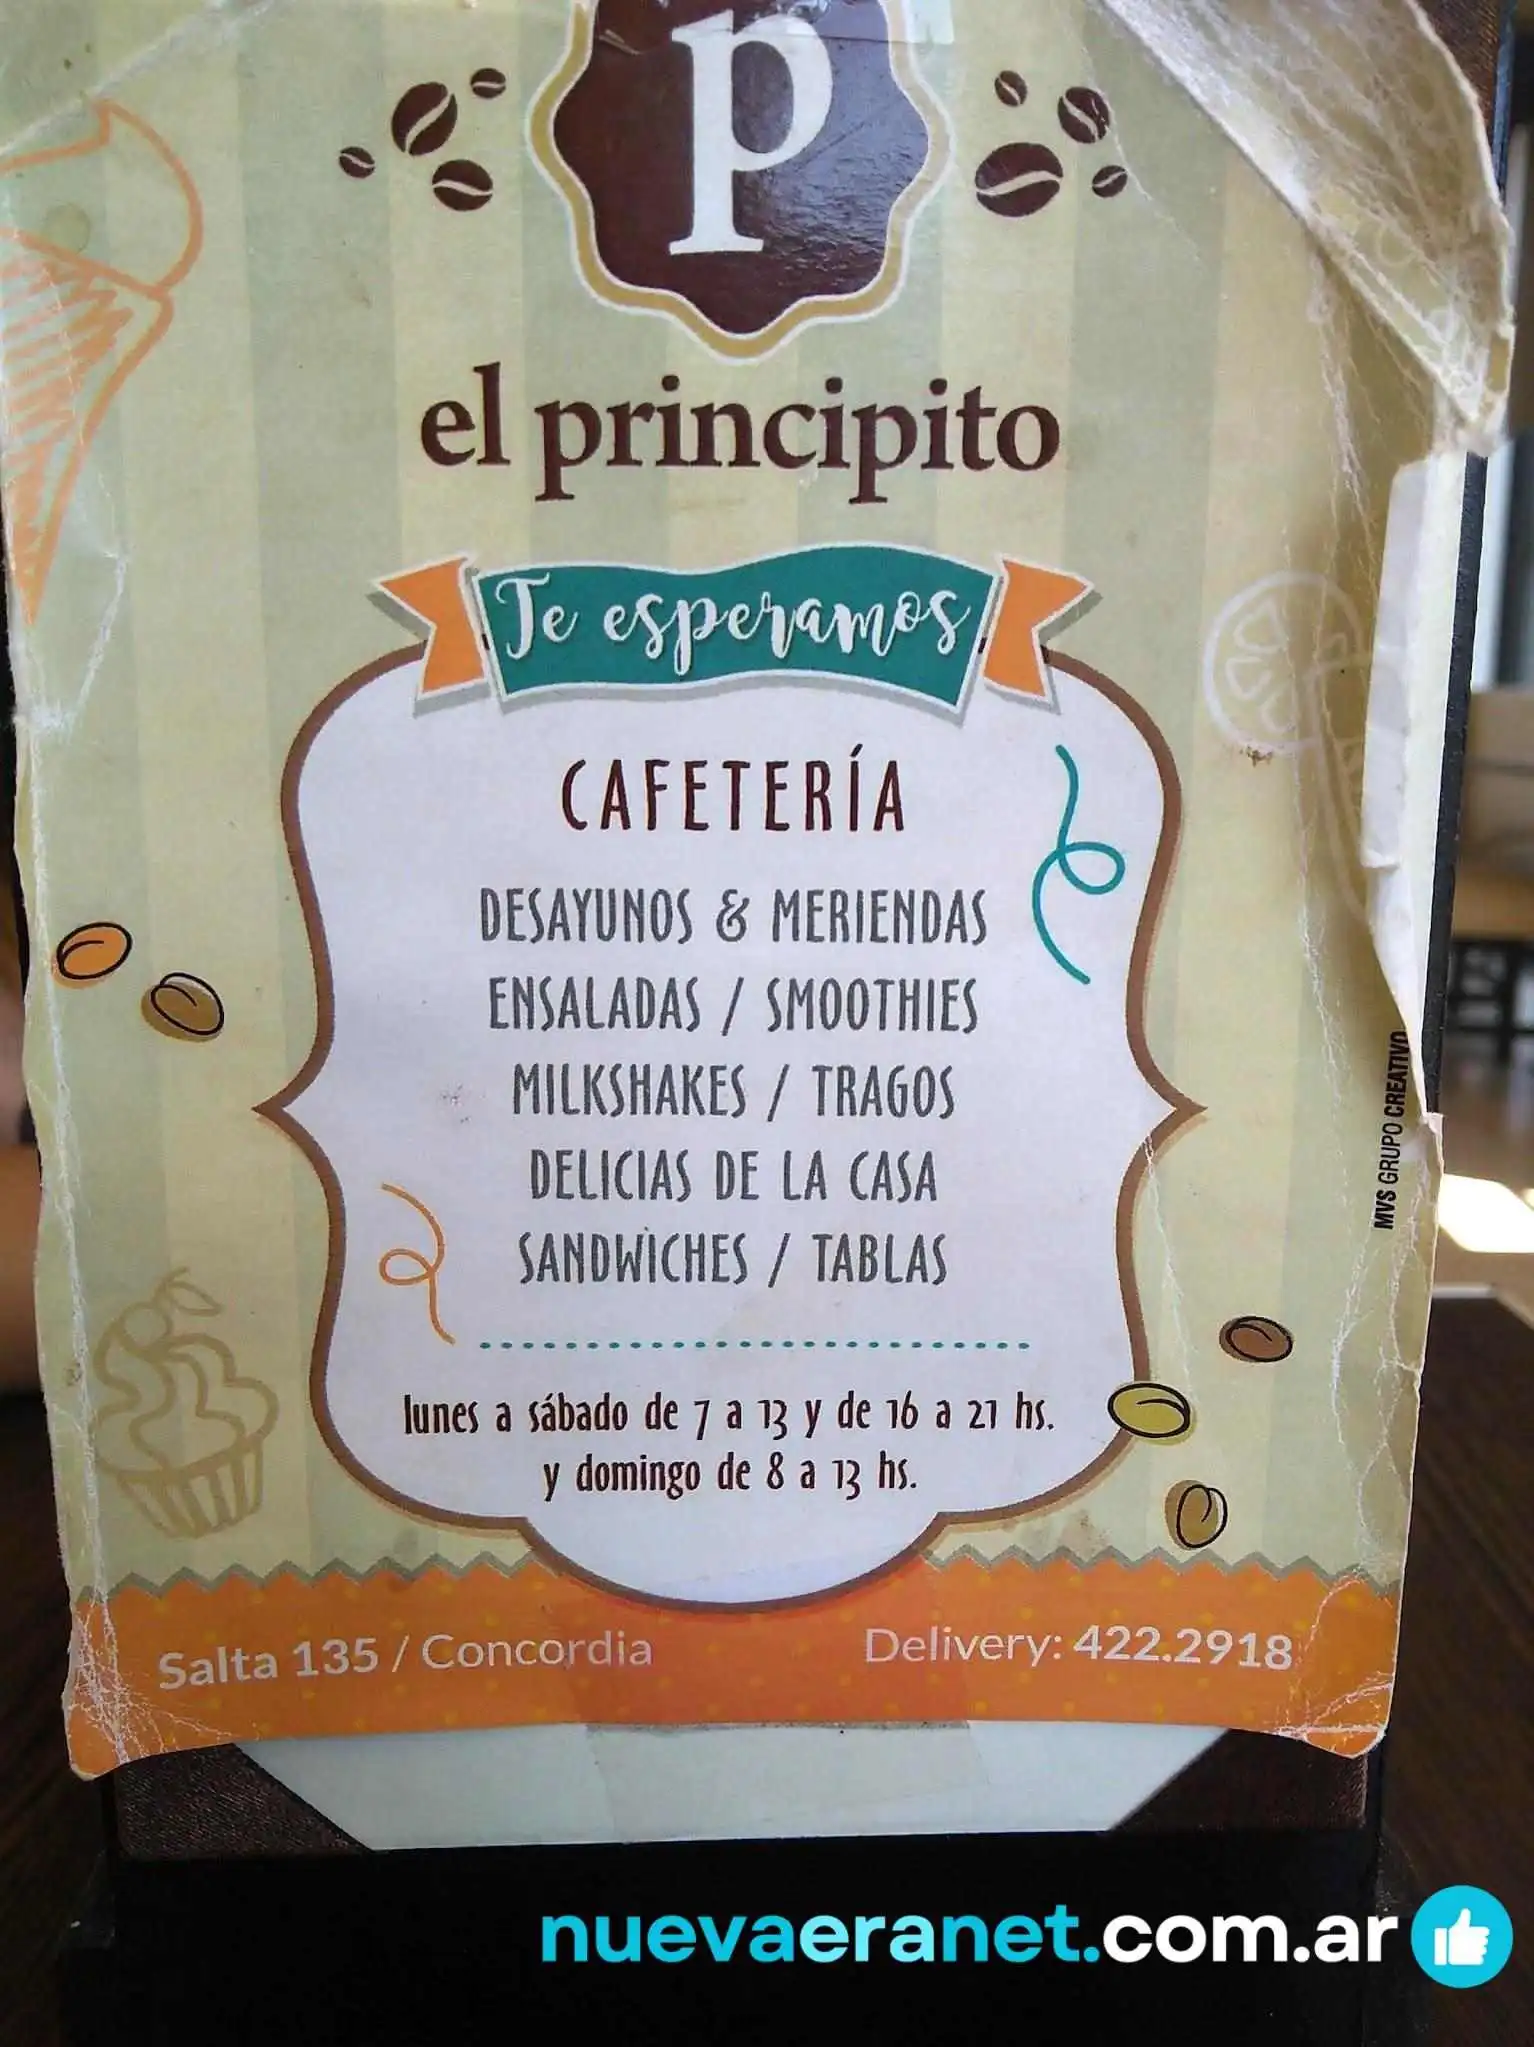 p
el principito
Te esperamos
CAFETERÍA
DESAYUNOS & MERIENDAS
ENSALADAS / SMOOTHIES
MILKSHAKES / TRAGOS
DELICIAS DE LA CASA
SANDWICHES / TABLAS
lunes a sábado de 7 a 13 y de 16 a 21 hs.
y domingo de 8 a 13 hs.
MVS GRUPO CREATIVO
Salta 135 / Concordia
Delivery: 422.2918
nuevaeranet.com.ar